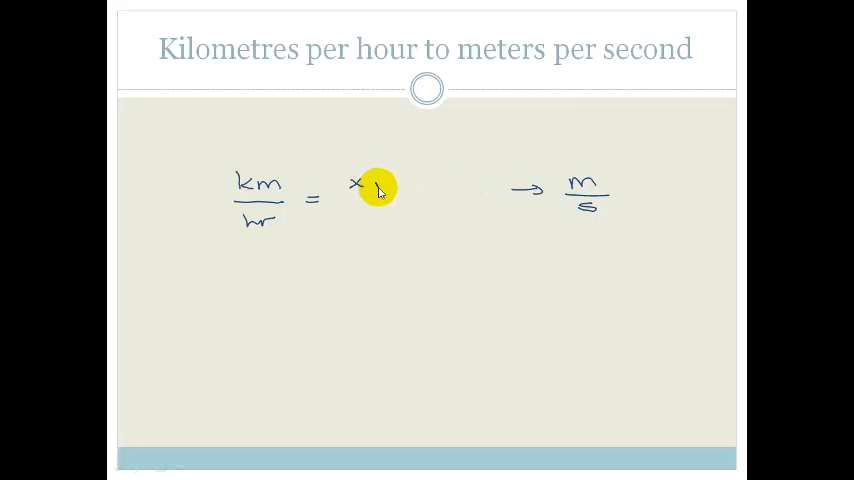 Kilometres per hour to meters per second
km/hr = x → m/s